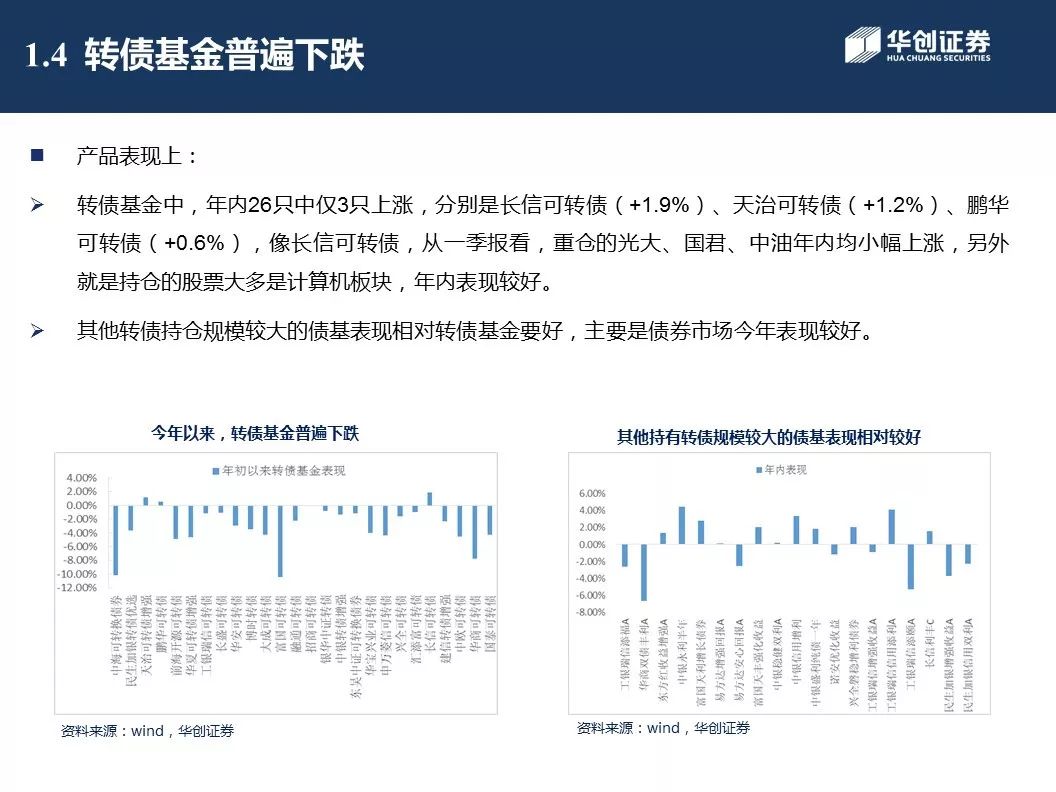 1.4 转债基金普遍下跌
华创证券
HUA CHUANG SECURITIES
产品表现上：
转债基金中，年内26只中仅3只上涨，分别是长信可转债（+1.9%）、天治可转债（+1.2%）、鹏华
可转债（+0.6%），像长信可转债，从一季报看，重仓的光大、国君、中油年内均小幅上涨，另外
就是持仓的股票大多是计算机板块，年内表现较好。
其他转债持仓规模较大的债基表现相对转债基金要好，主要是债券市场今年表现较好。
今年以来，转债基金普遍下跌
年初以来转债基金表现
4.00%
2.00%
0.00%
-2.00%
-4.00%
-6.00%
-8.00%
-10.00%
-12.00%
中海可转换债券
民生加银转债优选
天治可转债增强
鹏华可转债
前海开源可转债
华夏可转债增强
工银瑞信可转债
长盛可转债
华安可转债
博时转债
大成可转债
富国可转债
融通可转债
招商可转债
银华中证转债
中银转债增强
东吴中证可转换债券
华宝兴业可转债
申万菱信可转债
兴全可转债
汇添富可转债
长信可转债
建信转债增强
中欧可转债
华商可转债
国泰可转债
资料来源：wind，华创证券
其他持有转债规模较大的债基表现相对较好
年内表现
6.00%
4.00%
2.00%
0.00%
-2.00%
-4.00%
-6.00%
-8.00%
工银瑞信添福A
华商双债丰利A
东方红收益增强A
中银永利半年
富国天利增长债券
易方达增强回报A
易方达安心回报A
富国天丰强化收益
中银稳健双利A
中银信用增利
中银盛利纯债一年
诺安优化收益
兴全磐稳增利债券
工银瑞信增强收益A
工银瑞信信用添利A
工银瑞信添颐A
长信利丰C
民生加银增强收益A
民生加银信用双利A
资料来源：wind，华创证券